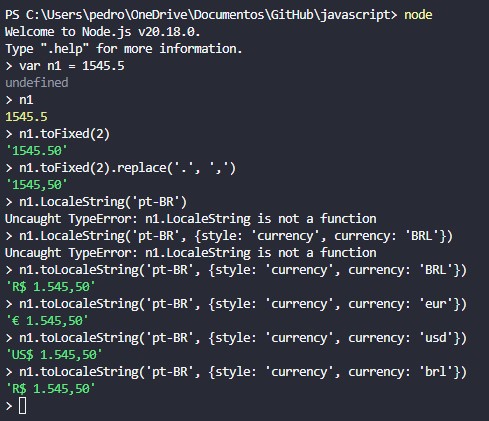 PS C:\Users\pedro\OneDrive\Documentos\GitHub\javascript> node
Welcome to Node.js v20.18.0.
Type ".help" for more information.
> var n1 = 1545.5
undefined
> n1
1545.5
> n1.toFixed(2)
'1545.50'
> n1.toFixed(2).replace('.', ',')
'1545,50'
> n1.LocaleString('pt-BR')
Uncaught TypeError: n1.LocaleString is not a function
> n1.LocaleString('pt-BR', {style: 'currency', currency: 'BRL'})
Uncaught TypeError: n1.LocaleString is not a function
> n1.toLocaleString('pt-BR', {style: 'currency', currency: 'BRL'})
'R$ 1.545,50'
> n1.toLocaleString('pt-BR', {style: 'currency', currency: 'eur'})
'€ 1.545,50'
> n1.toLocaleString('pt-BR', {style: 'currency', currency: 'usd'})
'US$ 1.545,50'
> n1.toLocaleString('pt-BR', {style: 'currency', currency: 'brl'})
'R$ 1.545,50'
>